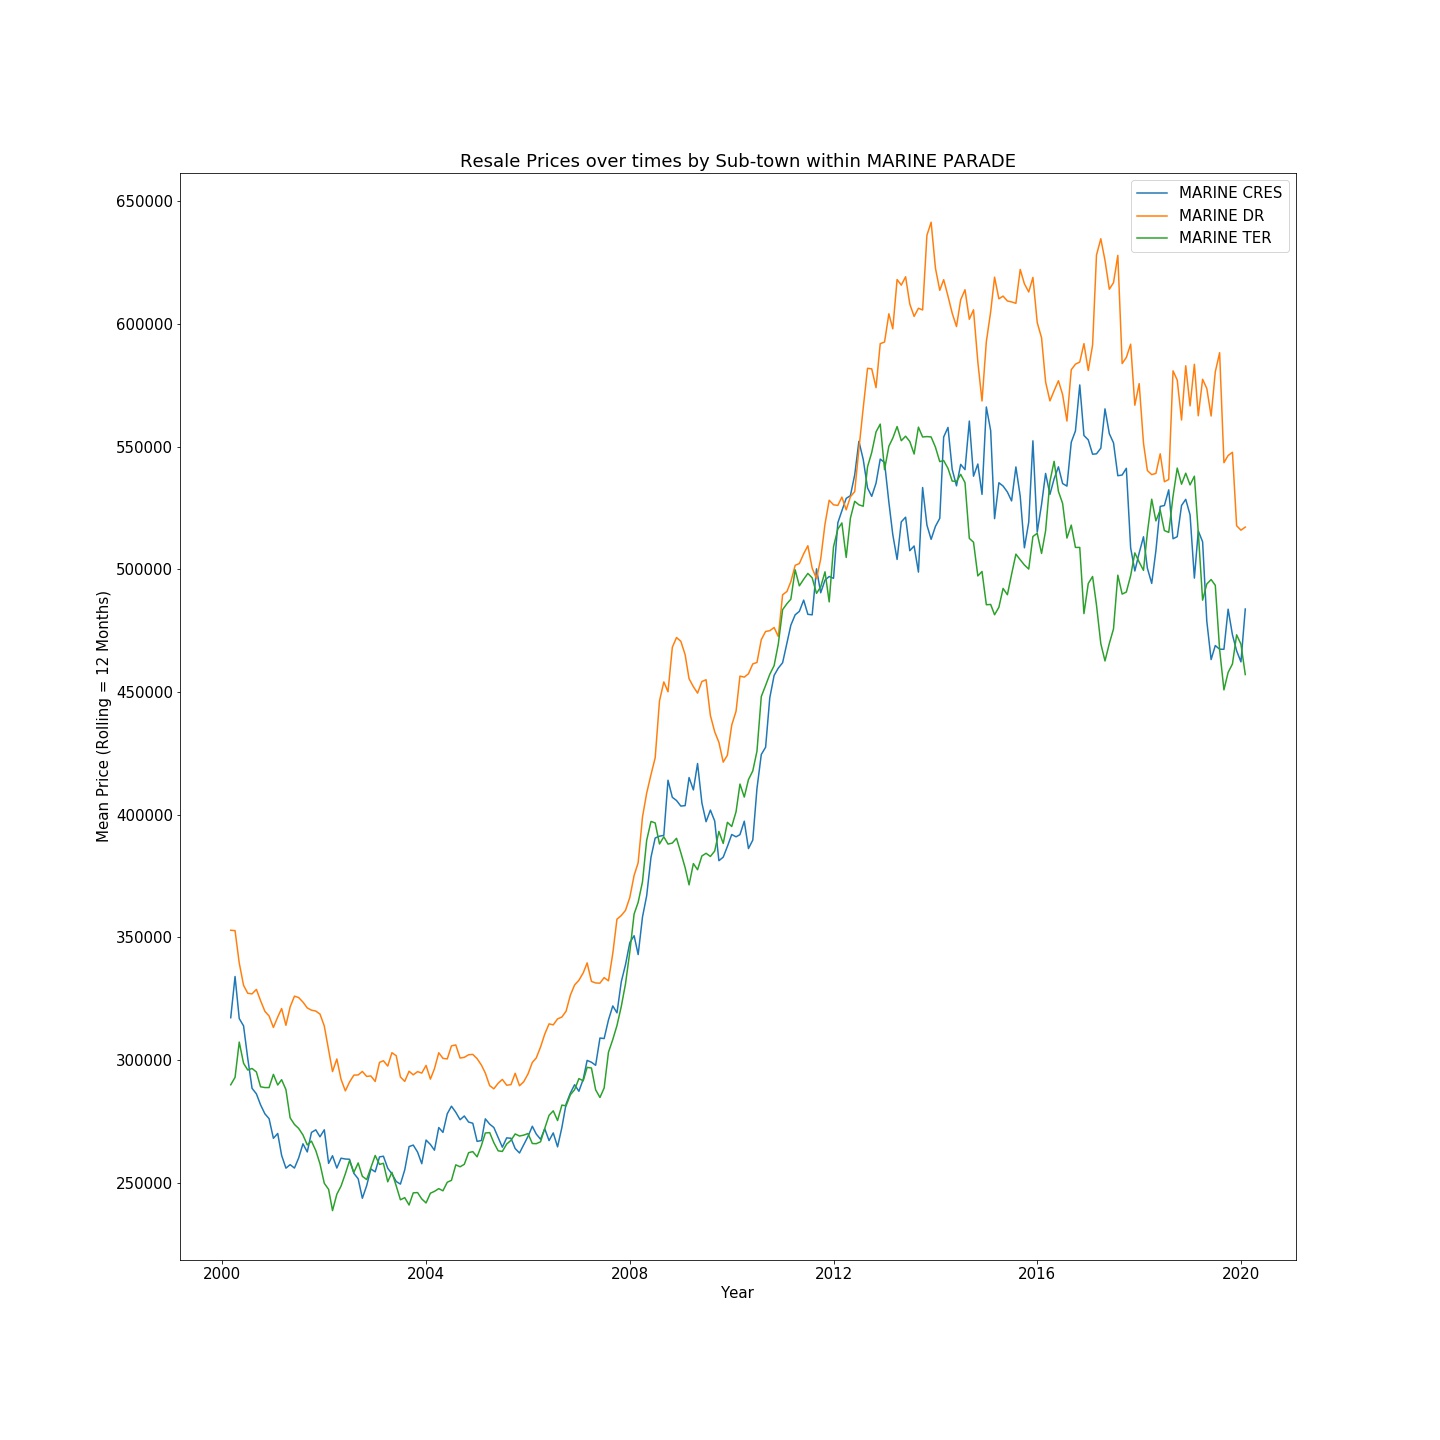 Resale Prices over times by Sub-town within MARINE PARADE
MARINE CRES
MARINE DR
MARINE TER
650000
600000
550000
500000
450000
400000
350000
300000
250000
Mean Price (Rolling = 12 Months)
2000 2004 2008 2012 2016 2020
Year